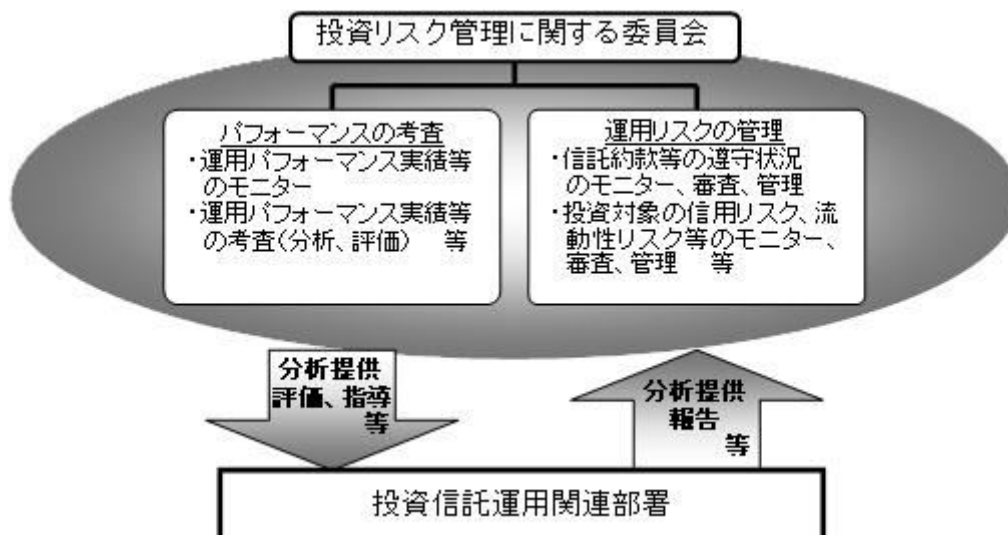 投資リスク管理に関する委員会
パフォーマンスの考査
・運用パフォーマンス実績等
のモニター
・運用パフォーマンス実績等
の考査(分析、評価) 等
運用リスクの管理
・信託約款等の遵守状況
のモニター、審査、管理
・投資対象の信用リスク、流
動性リスク等のモニター、
審査、管理 等
分析提供
評価、指導
等
分析提供
報告
等
投資信託運用関連部署